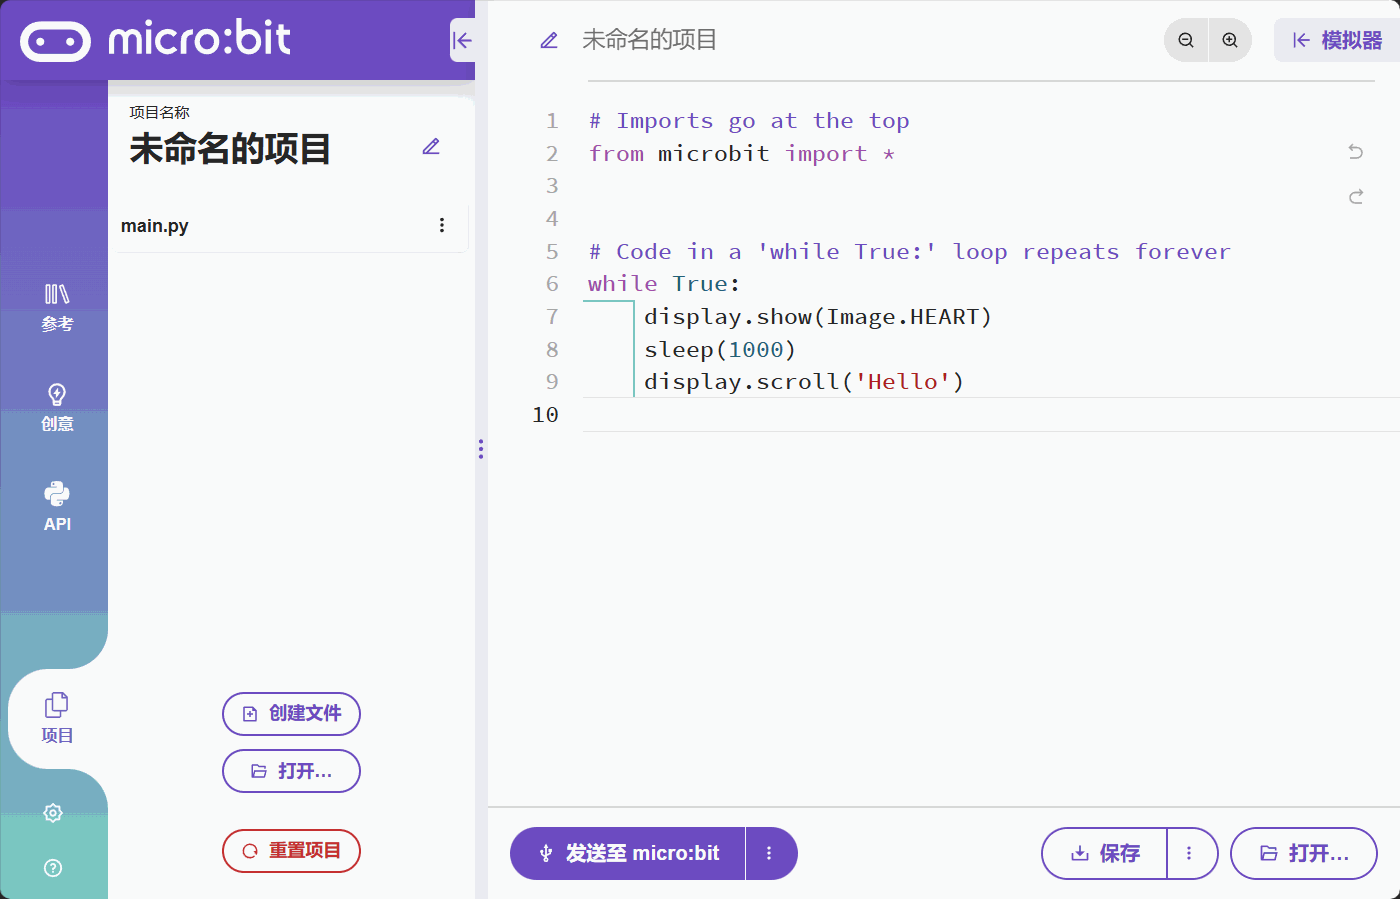 micro:bit
未命名的项目
模拟器
项目名称
未命名的项目
main.py
参考
创意
API
项目
创建文件
打开...
重置项目
1 # Imports go at the top
2 from microbit import *
3
4
5 # Code in a 'while True:' loop repeats forever
6 while True:
7 display.show(Image.HEART)
8 sleep(1000)
9 display.scroll('Hello')
10
发送至 micro:bit
保存
打开...